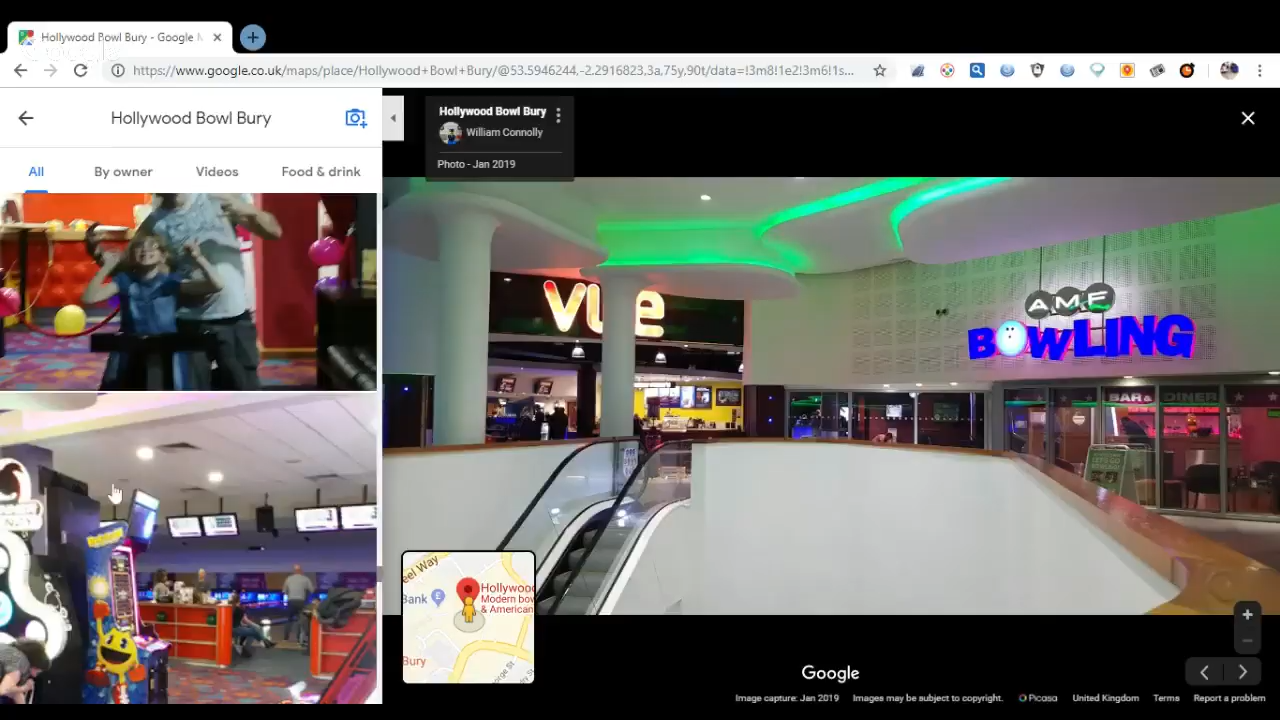 Hollywood Bowl Bury - Google M
https://www.google.co.uk/maps/place/Hollywood+Bowl+Bury/@53.5946244,-2.2916823,3a,75y,90t/data=!3m8!1e2!3m6!1s...
Hollywood Bowl Bury
All
By owner
Videos
Food & drink
Hollywood Bowl Bury
William Connolly
Photo - Jan 2019
vue
AMF
BOWLING
BAR & DINER
eel Way
Bank
Hollywoo
Modern bow
& American
Bury
Google
Image capture: Jan 2019
Images may be subject to copyright.
Picasa
United Kingdom
Terms
Report a problem